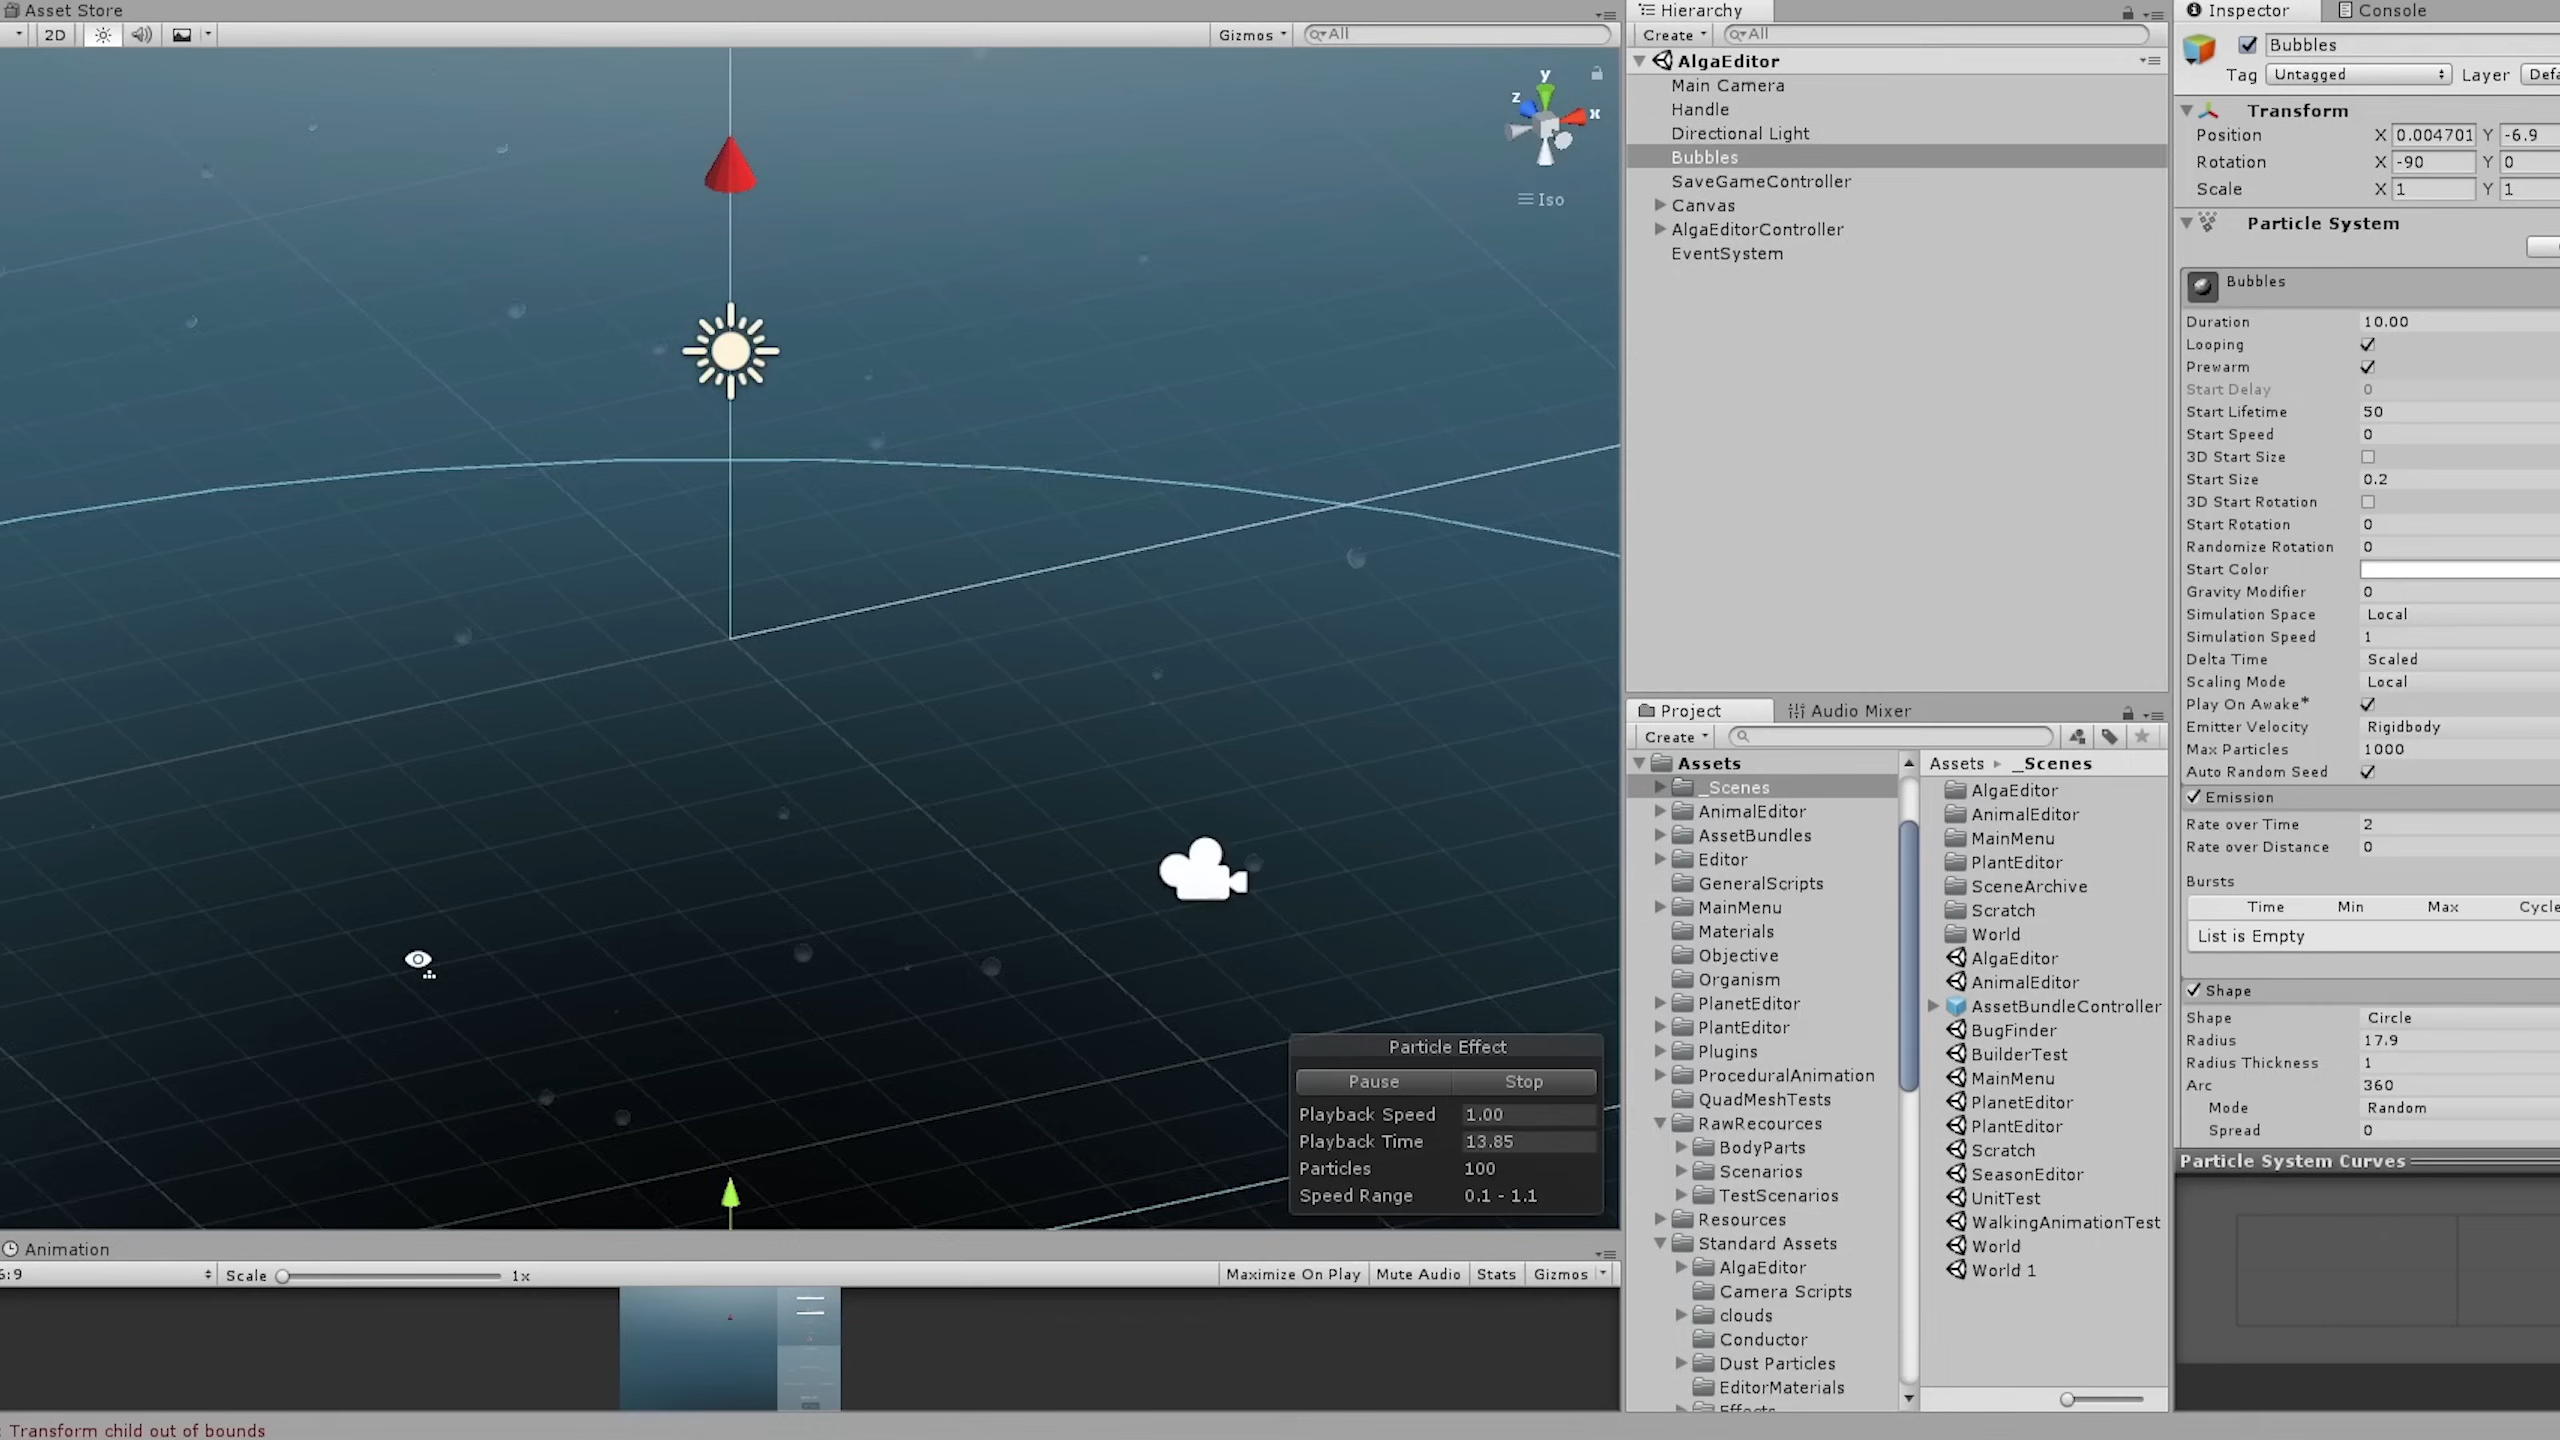 Asset Store
2D
Gizmos
All
y
z
x
Iso
Particle Effect
Pause
Stop
Playback Speed 1.00
Playback Time 13.85
Particles 100
Speed Range 0.1 - 1.1
Animation
Scale
1x
Maximize On Play
Mute Audio
Stats
Gizmos
Transform child out of bounds
Hierarchy
Create
All
AlgaEditor
Main Camera
Handle
Directional Light
Bubbles
SaveGameController
Canvas
AlgaEditorController
EventSystem
Project
Audio Mixer
Create
Assets
_Scenes
AnimalEditor
AssetBundles
Editor
GeneralScripts
MainMenu
Materials
Objective
Organism
PlanetEditor
PlantEditor
Plugins
ProceduralAnimation
QuadMeshTests
RawRecources
BodyParts
Scenarios
TestScenarios
Resources
Standard Assets
AlgaEditor
Camera Scripts
clouds
Conductor
Dust Particles
EditorMaterials
Effects
Assets ▸ _Scenes
AlgaEditor
AnimalEditor
MainMenu
PlantEditor
SceneArchive
Scratch
World
AlgaEditor
AnimalEditor
AssetBundleController
BugFinder
BuilderTest
MainMenu
PlanetEditor
PlantEditor
Scratch
SeasonEditor
UnitTest
WalkingAnimationTest
World
World 1
Inspector
Console
Bubbles
Tag Untagged Layer
Transform
Position X 0.004701 Y -6.9
Rotation X -90 Y 0
Scale X 1 Y 1
Particle System
Bubbles
Duration 10.00
Looping
Prewarm
Start Delay 0
Start Lifetime 50
Start Speed 0
3D Start Size
Start Size 0.2
3D Start Rotation
Start Rotation 0
Randomize Rotation 0
Start Color
Gravity Modifier 0
Simulation Space Local
Simulation Speed 1
Delta Time Scaled
Scaling Mode Local
Play On Awake*
Emitter Velocity Rigidbody
Max Particles 1000
Auto Random Seed
Emission
Rate over Time 2
Rate over Distance 0
Bursts
Time Min Max Cycle
List is Empty
Shape
Shape Circle
Radius 17.9
Radius Thickness 1
Arc 360
Mode Random
Spread 0
Particle System Curves